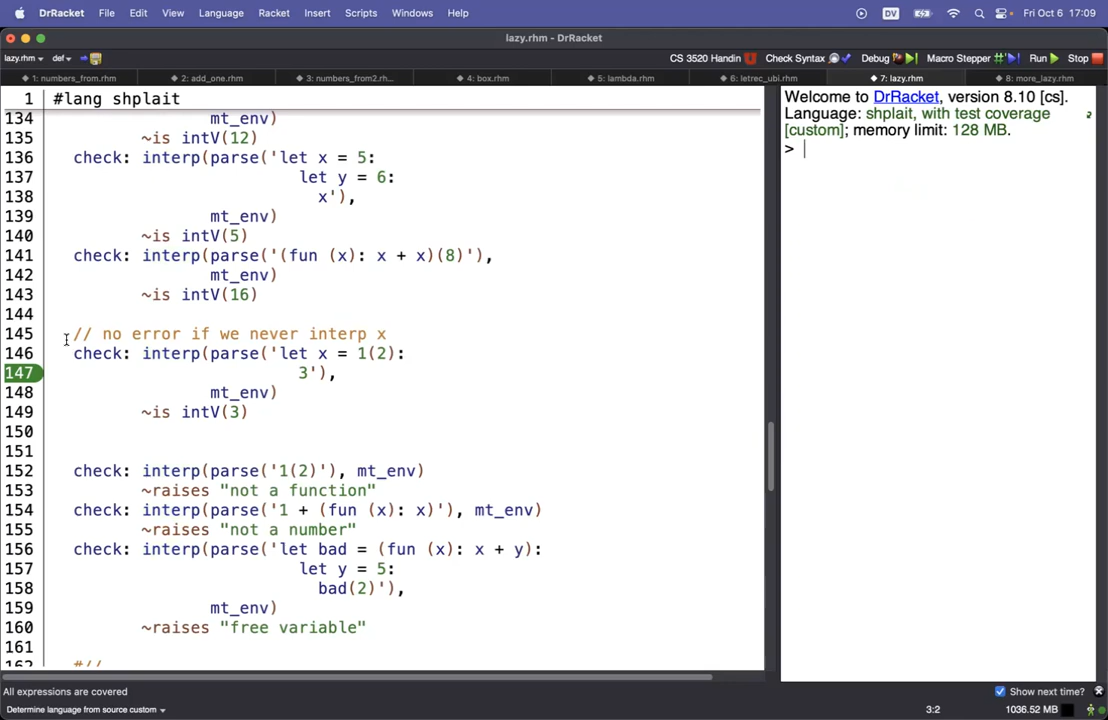 DrRacket File Edit View Language Racket Insert Scripts Windows Help DV Fri Oct 6 17:09
lazy.rhm - DrRacket
lazy.rhm def CS 3520 Handin Check Syntax Debug Macro Stepper Run Stop
1: numbers_from.rhm 2: add_one.rhm 3: numbers_from2.rh... 4: box.rhm 5: lambda.rhm 6: letrec_ubi.rhm 7: lazy.rhm 8: more_lazy.rhm
1 #lang shplait
134 mt_env)
135 ~is intV(12)
136 check: interp(parse('let x = 5:
137 let y = 6:
138 x'),
139 mt_env)
140 ~is intV(5)
141 check: interp(parse('(fun (x): x + x)(8)'),
142 mt_env)
143 ~is intV(16)
144
145 // no error if we never interp x
146 check: interp(parse('let x = 1(2):
147 3'),
148 mt_env)
149 ~is intV(3)
150
151
152 check: interp(parse('1(2)'), mt_env)
153 ~raises "not a function"
154 check: interp(parse('1 + (fun (x): x)'), mt_env)
155 ~raises "not a number"
156 check: interp(parse('let bad = (fun (x): x + y):
157 let y = 5:
158 bad(2)'),
159 mt_env)
160 ~raises "free variable"
161
162 #//
Welcome to DrRacket, version 8.10 [cs].
Language: shplait, with test coverage
[custom]; memory limit: 128 MB.
>
All expressions are covered Show next time?
Determine language from source custom 3:2 1036.52 MB